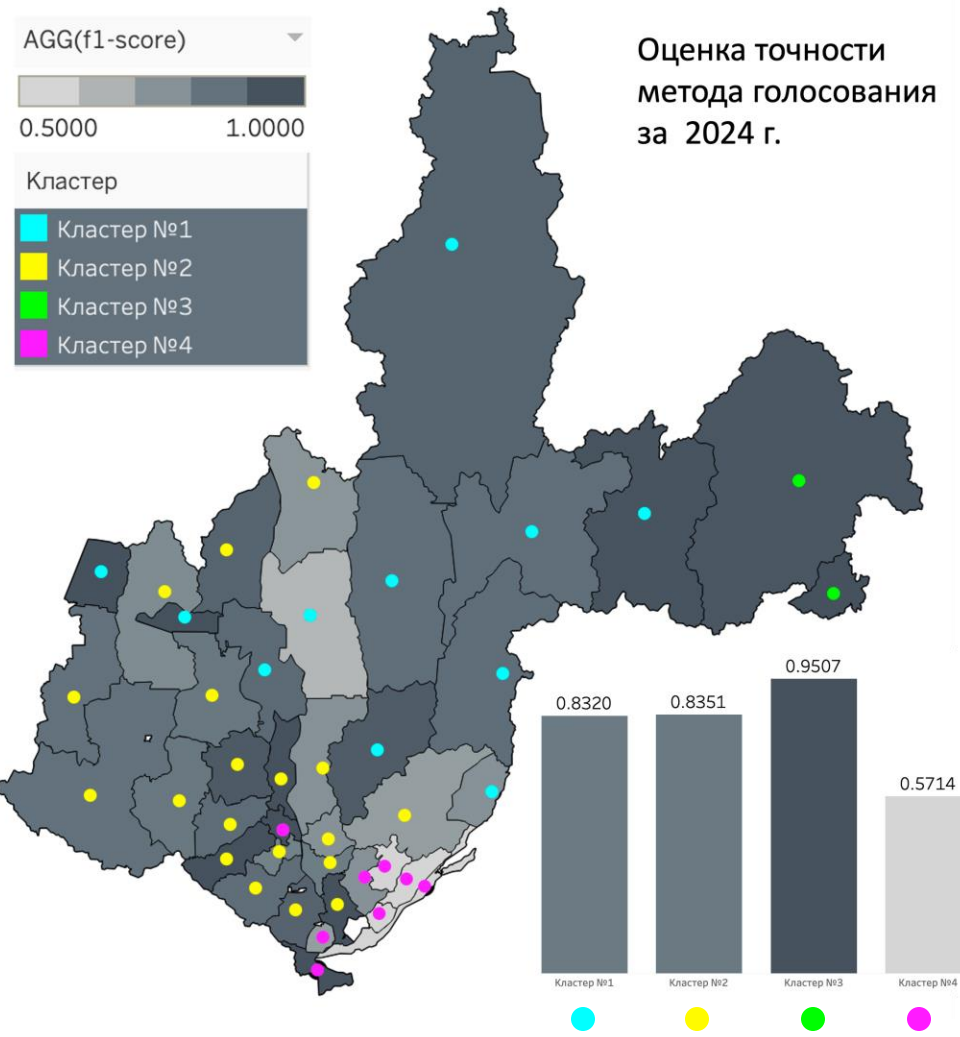 AGG(f1-score)
0.5000 1.0000
Кластер
Кластер №1
Кластер №2
Кластер №3
Кластер №4
Оценка точности
метода голосования
за 2024 г.
0.8320
0.8351
0.9507
0.5714
Кластер №1
Кластер №2
Кластер №3
Кластер №4